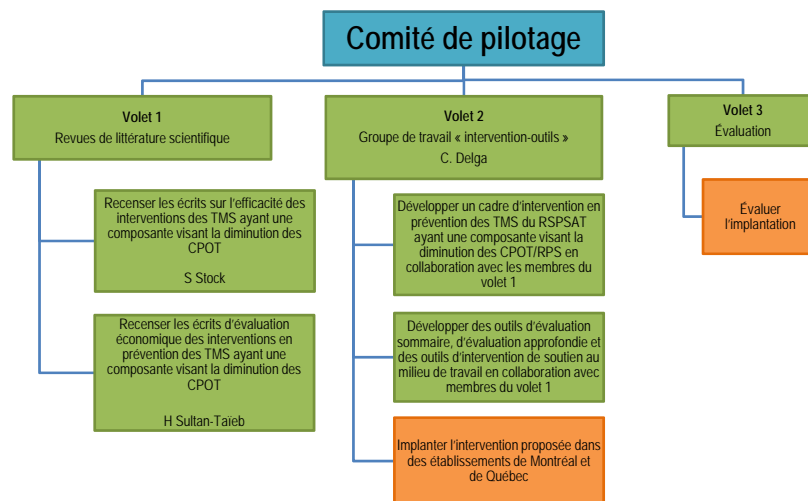 Comité de pilotage
Volet 1
Revues de littérature scientifique
Recenser les écrits sur l'efficacité des
interventions des TMS ayant une
composante visant la diminution des
CPOT
S Stock
Recenser les écrits d'évaluation
économique des interventions en
prévention des TMS ayant une
composante visant la diminution des
CPOT
H Sultan-Taïeb
Volet 2
Groupe de travail « intervention-outils »
C. Delga
Développer un cadre d'intervention en
prévention des TMS du RSPSAT
ayant une composante visant la
diminution des CPOT/RPS en
collaboration avec les membres du
volet 1
Développer des outils d'évaluation
sommaire, d'évaluation approfondie et
des outils d'intervention de soutien au
milieu de travail en collaboration avec
membres du volet 1
Implanter l'intervention proposée dans
des établissements de Montréal et
de Québec
Volet 3
Évaluation
Évaluer
l'implantation